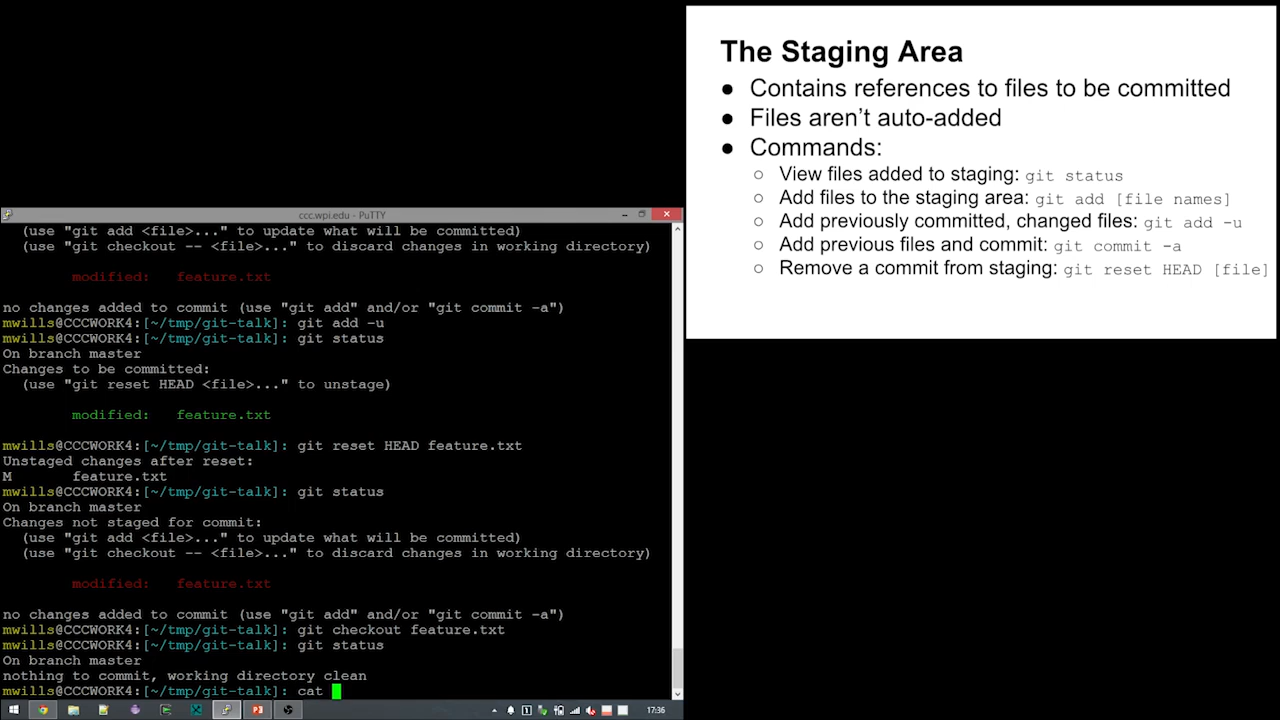 The Staging Area
● Contains references to files to be committed
● Files aren't auto-added
● Commands:
○ View files added to staging: git status
○ Add files to the staging area: git add [file names]
○ Add previously committed, changed files: git add -u
○ Add previous files and commit: git commit -a
○ Remove a commit from staging: git reset HEAD [file]
ccc.wpi.edu - PuTTY
(use "git add <file>..." to update what will be committed)
(use "git checkout -- <file>..." to discard changes in working directory)
modified: feature.txt
no changes added to commit (use "git add" and/or "git commit -a")
mwills@CCCWORK4:[~/tmp/git-talk]: git add -u
mwills@CCCWORK4:[~/tmp/git-talk]: git status
On branch master
Changes to be committed:
(use "git reset HEAD <file>..." to unstage)
modified: feature.txt
mwills@CCCWORK4:[~/tmp/git-talk]: git reset HEAD feature.txt
Unstaged changes after reset:
M feature.txt
mwills@CCCWORK4:[~/tmp/git-talk]: git status
On branch master
Changes not staged for commit:
(use "git add <file>..." to update what will be committed)
(use "git checkout -- <file>..." to discard changes in working directory)
modified: feature.txt
no changes added to commit (use "git add" and/or "git commit -a")
mwills@CCCWORK4:[~/tmp/git-talk]: git checkout feature.txt
mwills@CCCWORK4:[~/tmp/git-talk]: git status
On branch master
nothing to commit, working directory clean
mwills@CCCWORK4:[~/tmp/git-talk]: cat
17:36